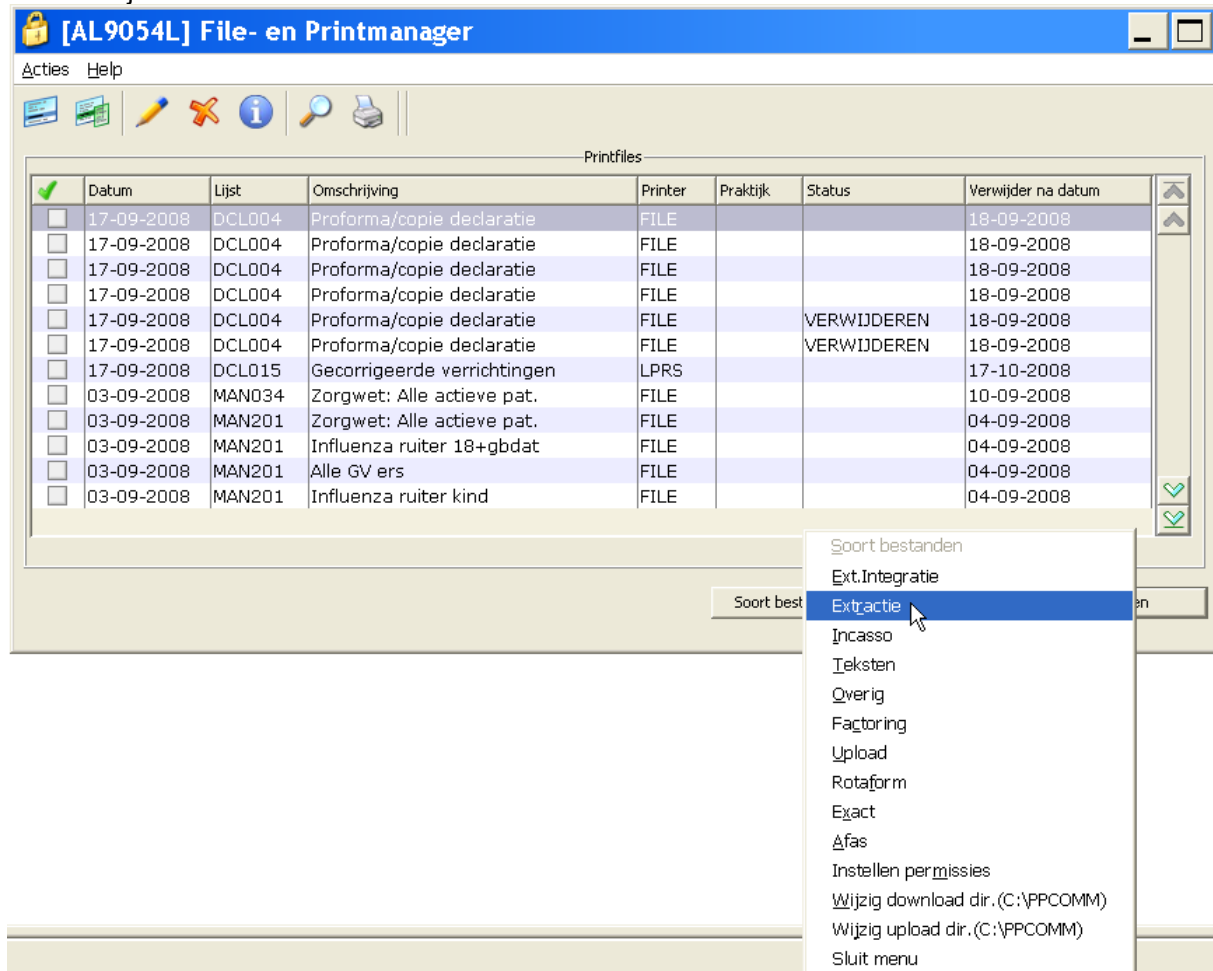 [AL9054L] File- en Printmanager
Acties Help
Printfiles
Datum Lijst Omschrijving Printer Praktijk Status Verwijder na datum
17-09-2008 DCL004 Proforma/copie declaratie FILE 18-09-2008
17-09-2008 DCL004 Proforma/copie declaratie FILE 18-09-2008
17-09-2008 DCL004 Proforma/copie declaratie FILE 18-09-2008
17-09-2008 DCL004 Proforma/copie declaratie FILE 18-09-2008
17-09-2008 DCL004 Proforma/copie declaratie FILE VERWIJDEREN 18-09-2008
17-09-2008 DCL004 Proforma/copie declaratie FILE VERWIJDEREN 18-09-2008
17-09-2008 DCL015 Gecorrigeerde verrichtingen LPRS 17-10-2008
03-09-2008 MAN034 Zorgwet: Alle actieve pat. FILE 10-09-2008
03-09-2008 MAN201 Zorgwet: Alle actieve pat. FILE 04-09-2008
03-09-2008 MAN201 Influenza ruiter 18+gbdat FILE 04-09-2008
03-09-2008 MAN201 Alle GV ers FILE 04-09-2008
03-09-2008 MAN201 Influenza ruiter kind FILE 04-09-2008
Soort best
en
Soort bestanden
Ext.Integratie
Extractie
Incasso
Teksten
Overig
Factoring
Upload
Rotaform
Exact
Afas
Instellen permissies
Wijzig download dir.(C:\PPCOMM)
Wijzig upload dir.(C:\PPCOMM)
Sluit menu